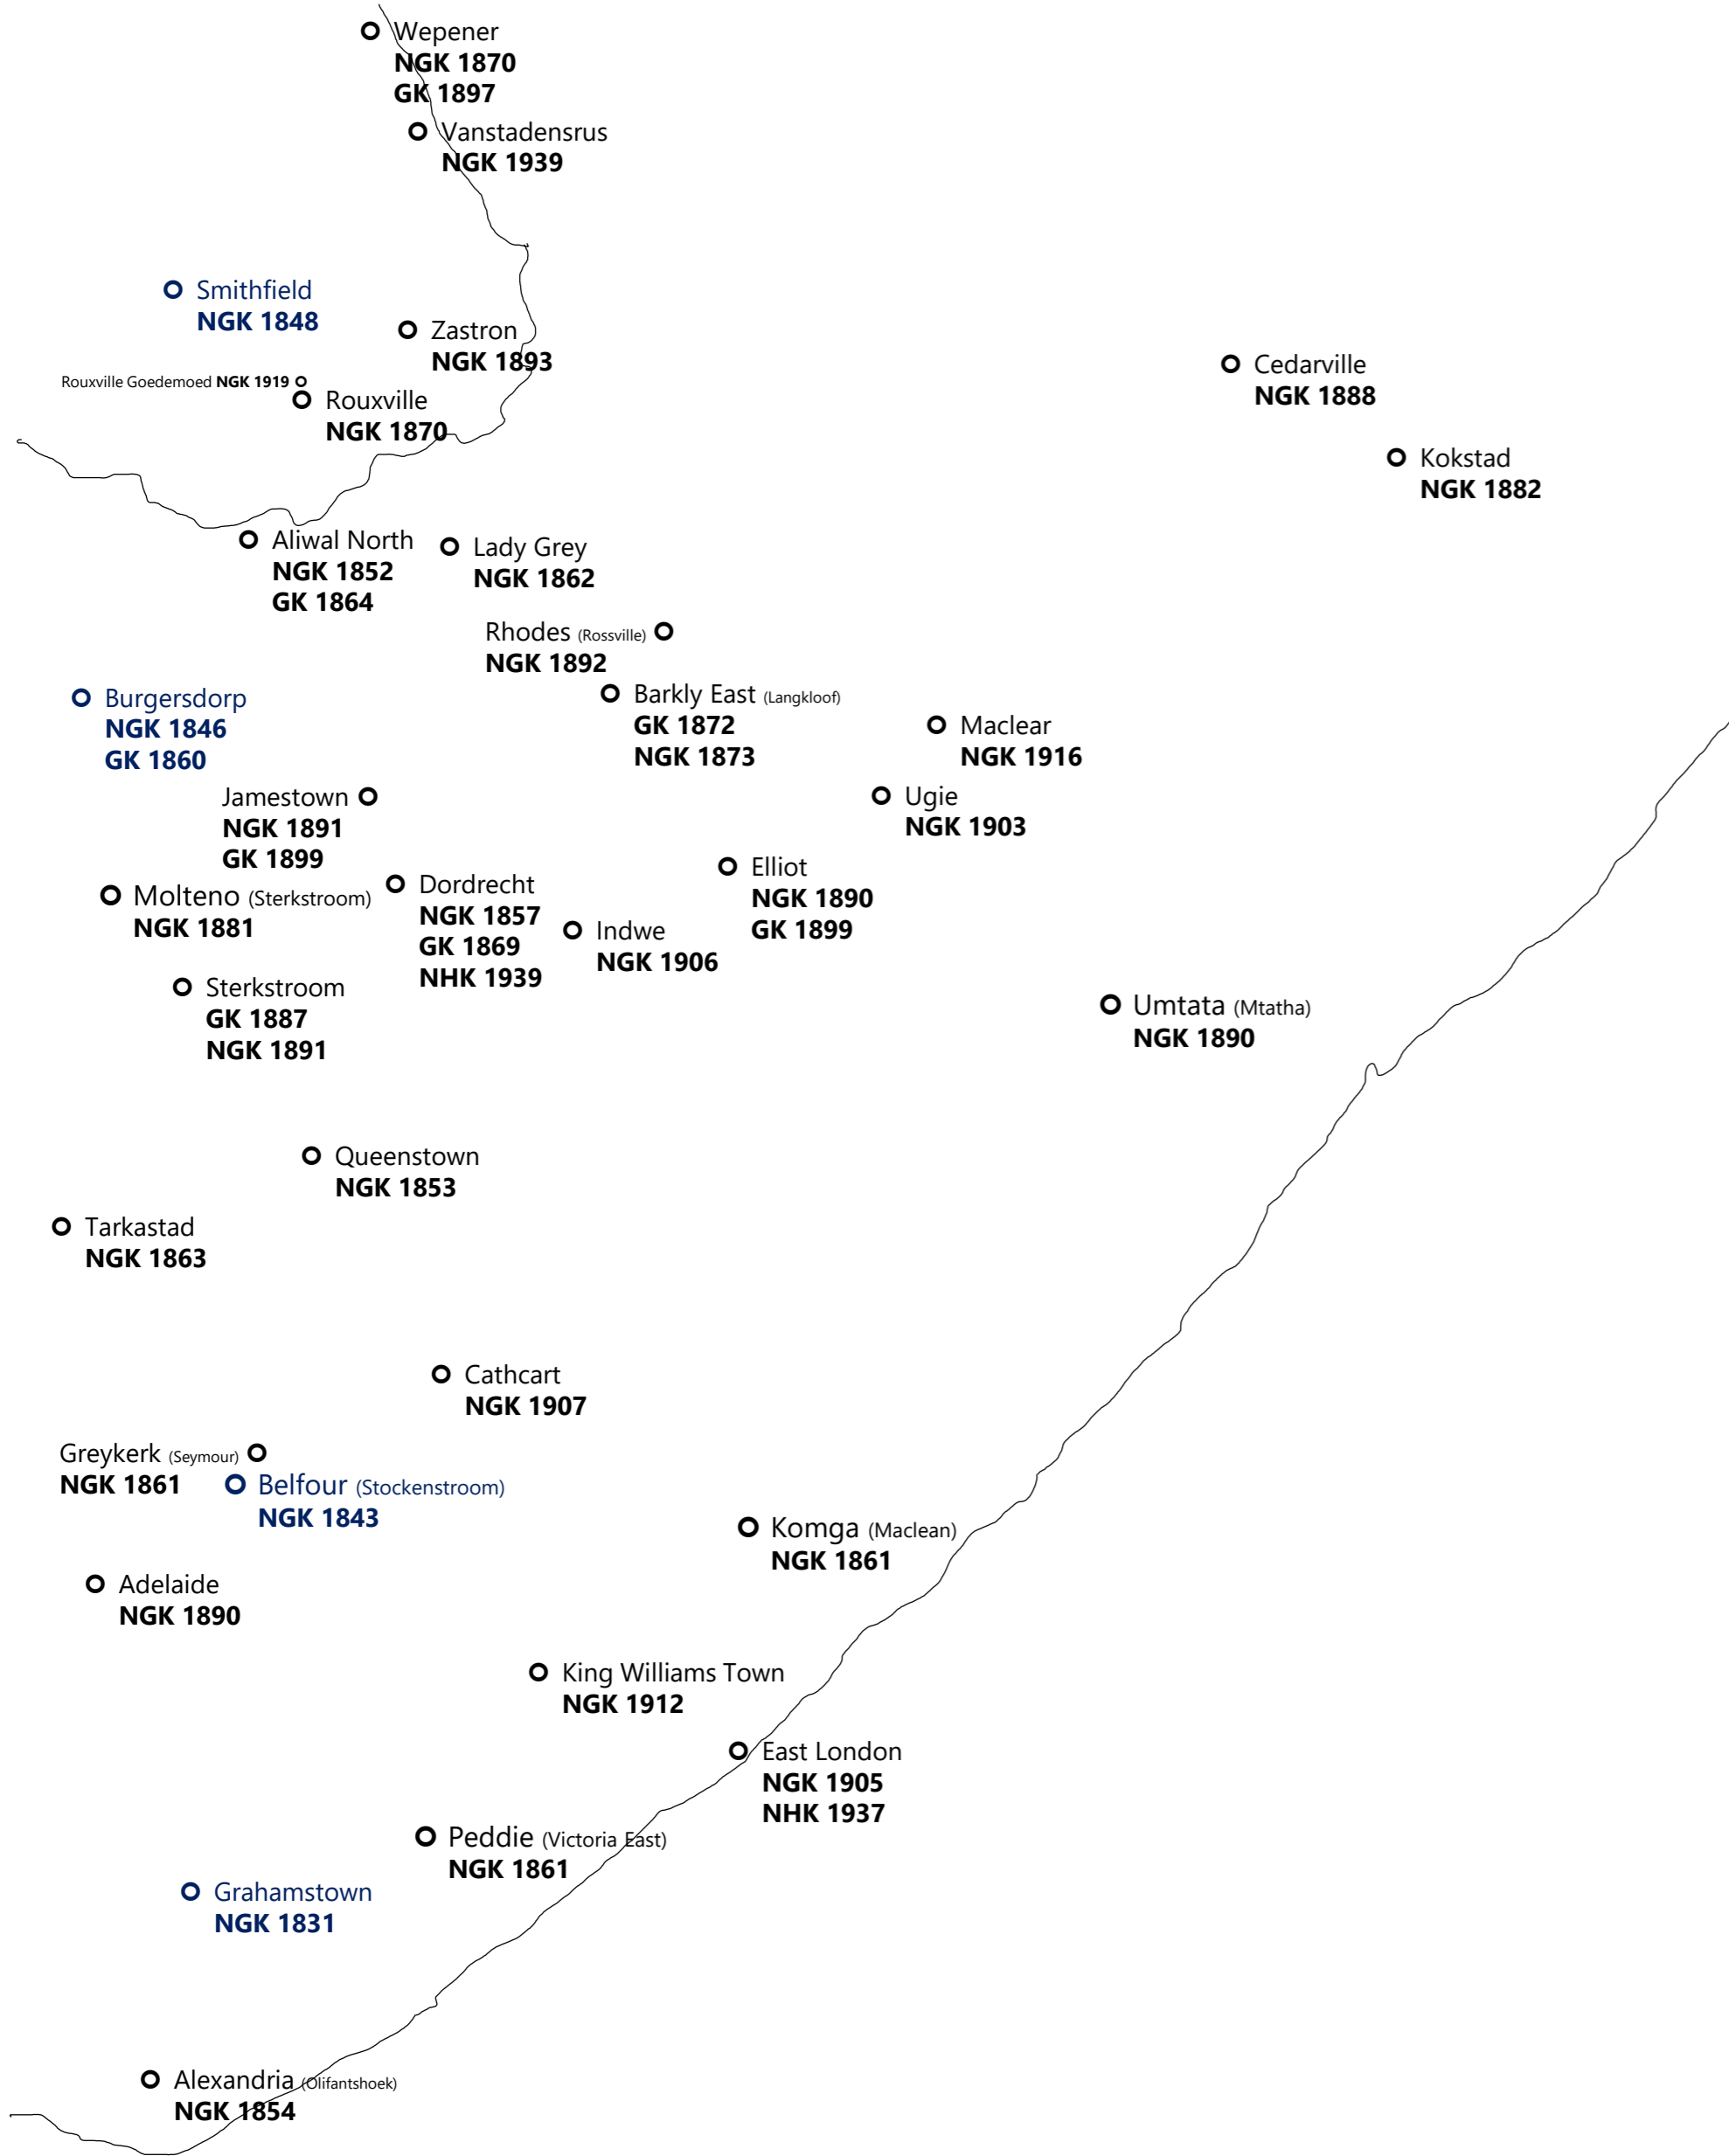 Wepener
NGK 1870
GK 1897
Vanstadensrus
NGK 1939
Smithfield
NGK 1848
Zastron
NGK 1893
Cedarville
NGK 1888
Rouxville Goedemoed NGK 1919
Rouxville
NGK 1870
Kokstad
NGK 1882
Aliwal North
NGK 1852
GK 1864
Lady Grey
NGK 1862
Rhodes (Rossville)
NGK 1892
Burgersdorp
NGK 1846
GK 1860
Barkly East (Langkloof)
GK 1872
NGK 1873
Maclear
NGK 1916
Jamestown
NGK 1891
GK 1899
Ugie
NGK 1903
Elliot
NGK 1890
GK 1899
Molteno (Sterkstroom)
NGK 1881
Dordrecht
NGK 1857
GK 1869
NHK 1939
Indwe
NGK 1906
Sterkstroom
GK 1887
NGK 1891
Umtata (Mtatha)
NGK 1890
Queenstown
NGK 1853
Tarkastad
NGK 1863
Cathcart
NGK 1907
Greykerk (Seymour)
NGK 1861
Belfour (Stockenstroom)
NGK 1843
Komga (Maclean)
NGK 1861
Adelaide
NGK 1890
King Williams Town
NGK 1912
East London
NGK 1905
NHK 1937
Peddie (Victoria East)
NGK 1861
Grahamstown
NGK 1831
Alexandria (Olifantshoek)
NGK 1854